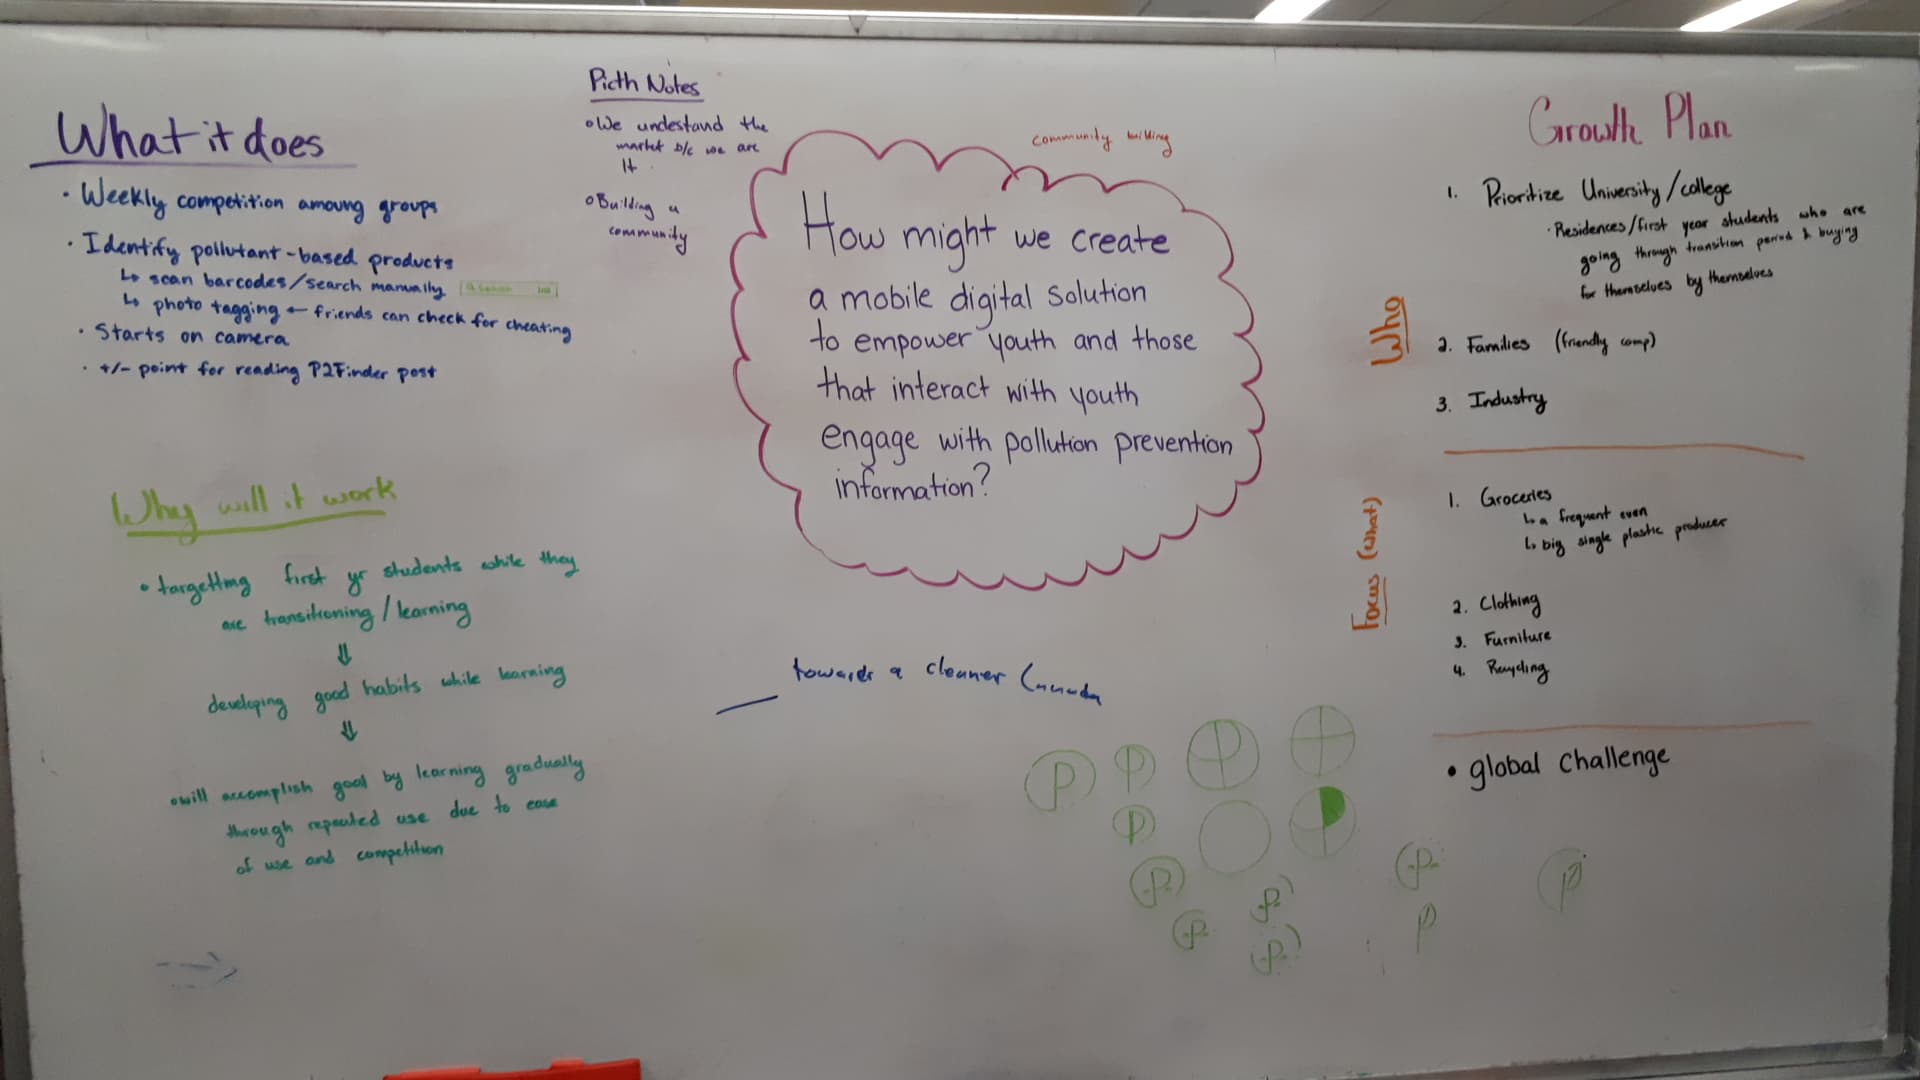 What it does
• Weekly competition amoung groups
• Identify pollutant-based products
↳ scan barcodes/search manually
↳ photo tagging ← friends can check for cheating
• Starts on camera
• +/- point for reading P2Finder post
Why will it work
• targetting first yr students while they
are transitioning/learning
⇓
developing good habits while learning
⇓
• will accomplish goal by learning gradually
through repeated use due to ease
of use and competition
Picth Notes
• We undestand the
market b/c we are
it.
• Building a
community
community building
How might we create
a mobile digital solution
to empower youth and those
that interact with youth
engage with pollution prevention
information?
towards a cleaner Canada
P P P
P
P
P P P
P P P
Growth Plan
Who
1. Prioritize University/college
• Residences/first year students who are
going through transition period & buying
for themselves by themselves
2. Families (friendly comp)
3. Industry
Focus (what)
1. Groceries
↳ a frequent even
↳ big single plastic producer
2. Clothing
3. Furniture
4. Recycling
• global challenge